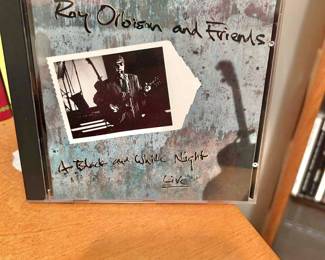 Roy Orbison and Friends
A Black and White Night
Live